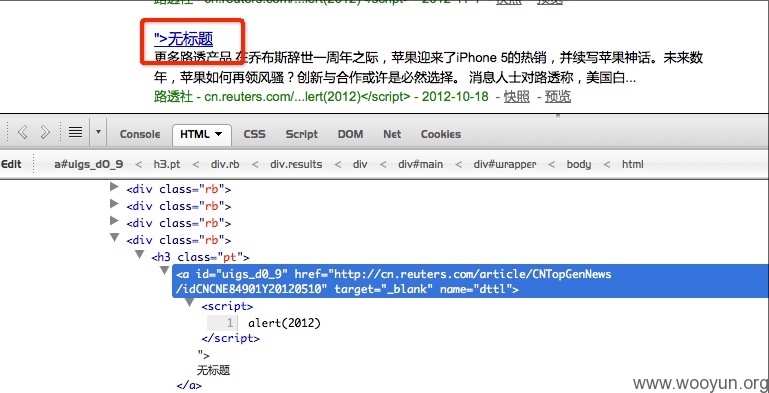 路透社 - cn.reuters.com/...lert(2012)</script> - 2012-10-18 - 快照 - 预览
">无标题
更多路透产品 在乔布斯辞世一周年之际，苹果迎来了iPhone 5的热销，并续写苹果神话。未来数
年，苹果如何再领风骚？创新与合作或许是必然选择。 消息人士对路透称，美国白...
路透社 - cn.reuters.com/...lert(2012)</script> - 2012-10-18 - 快照 - 预览
Console HTML CSS Script DOM Net Cookies
Edit a#uigs_d0_9 < h3.pt < div.rb < div.results < div < div#main < div#wrapper < body < html
<div class="rb">
<div class="rb">
<div class="rb">
<div class="rb">
<h3 class="pt">
<a id="uigs_d0_9" href="http://cn.reuters.com/article/CNTopGenNews
/idCNCNE84901Y20120510" target="_blank" name="dttl">
<script>
1 alert(2012)
</script>
">
无标题
</a>
www.wooyun.org